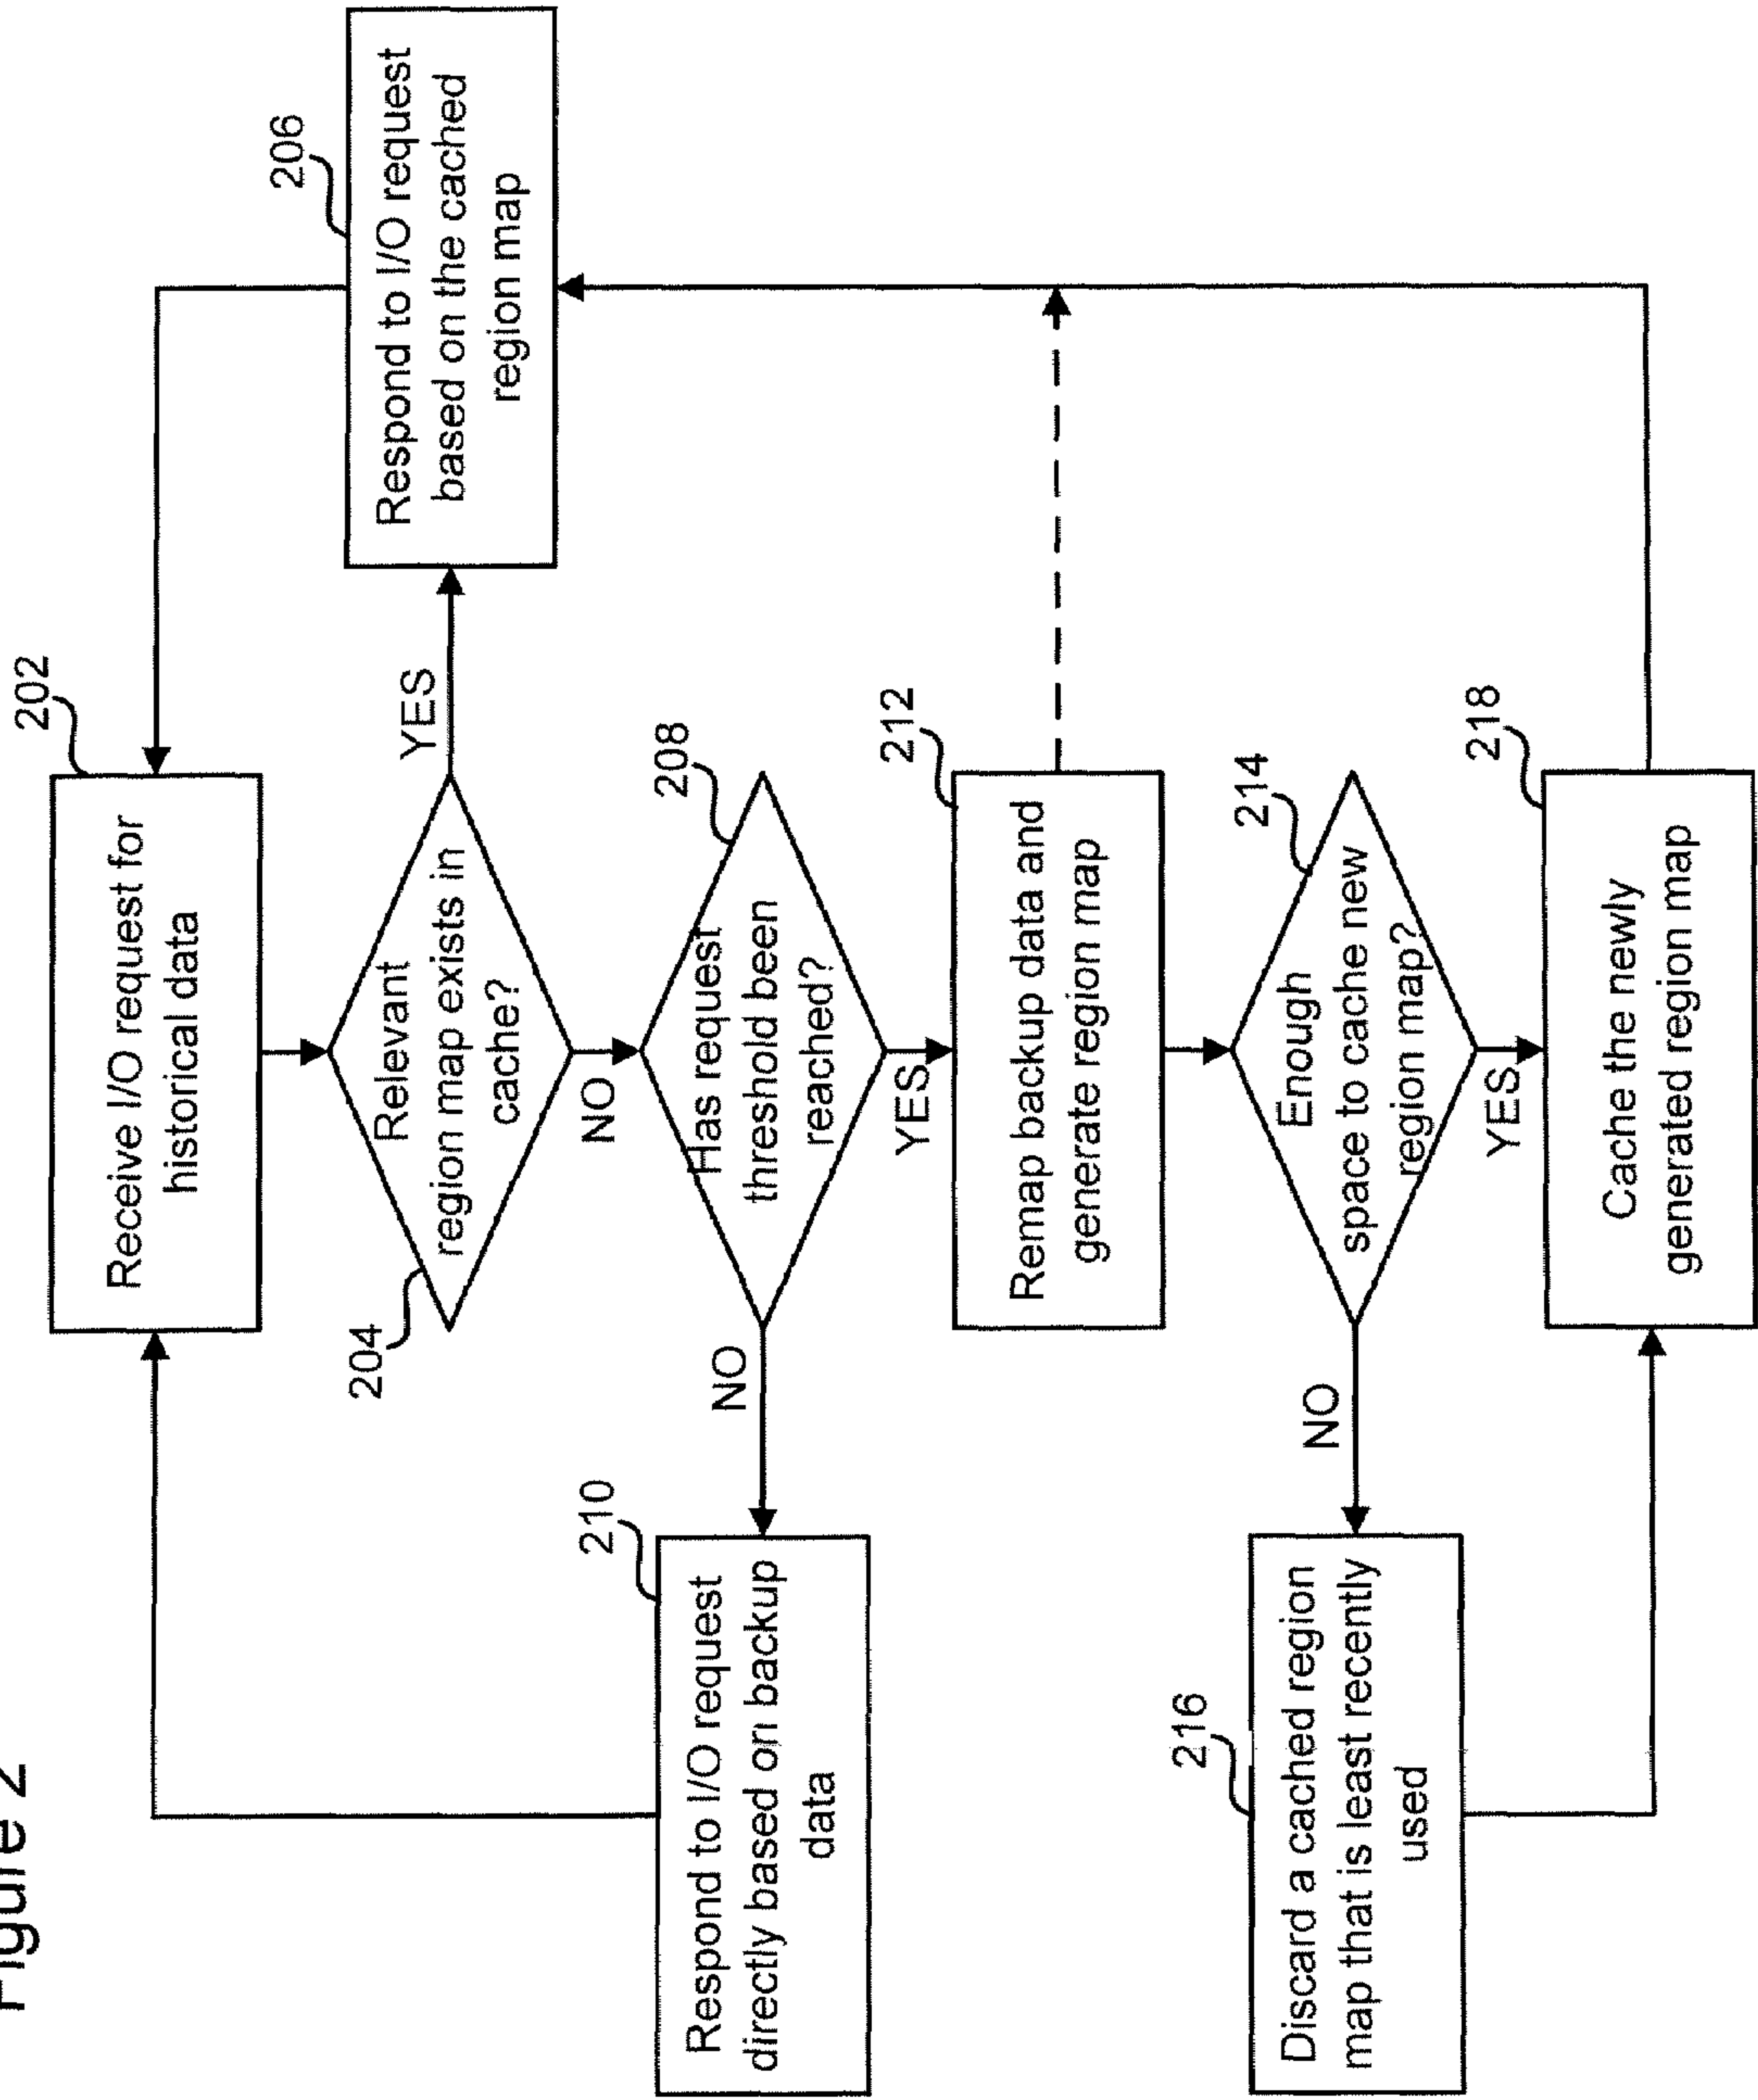 Figure 2
202
Receive I/O request for
historical data
204
Relevant
region map exists in
cache?
YES
206
Respond to I/O request
based on the cached
region map
NO
208
Has request
threshold been
reached?
NO
210
Respond to I/O request
directly based on backup
data
YES
212
Remap backup data and
generate region map
214
Enough
space to cache new
region map?
NO
216
Discard a cached region
map that is least recently
used
YES
218
Cache the newly
generated region map